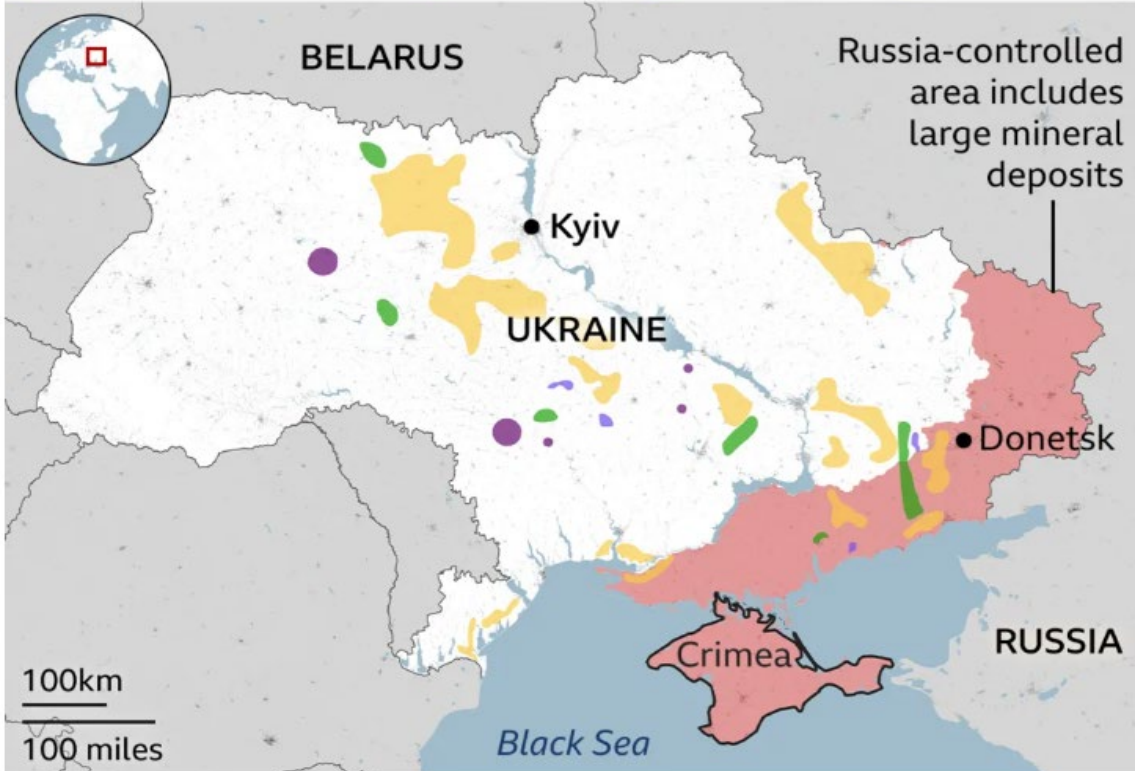 BELARUS
Russia-controlled
area includes
large mineral
deposits
Kyiv
UKRAINE
Donetsk
Crimea
RUSSIA
100km
100 miles
Black Sea